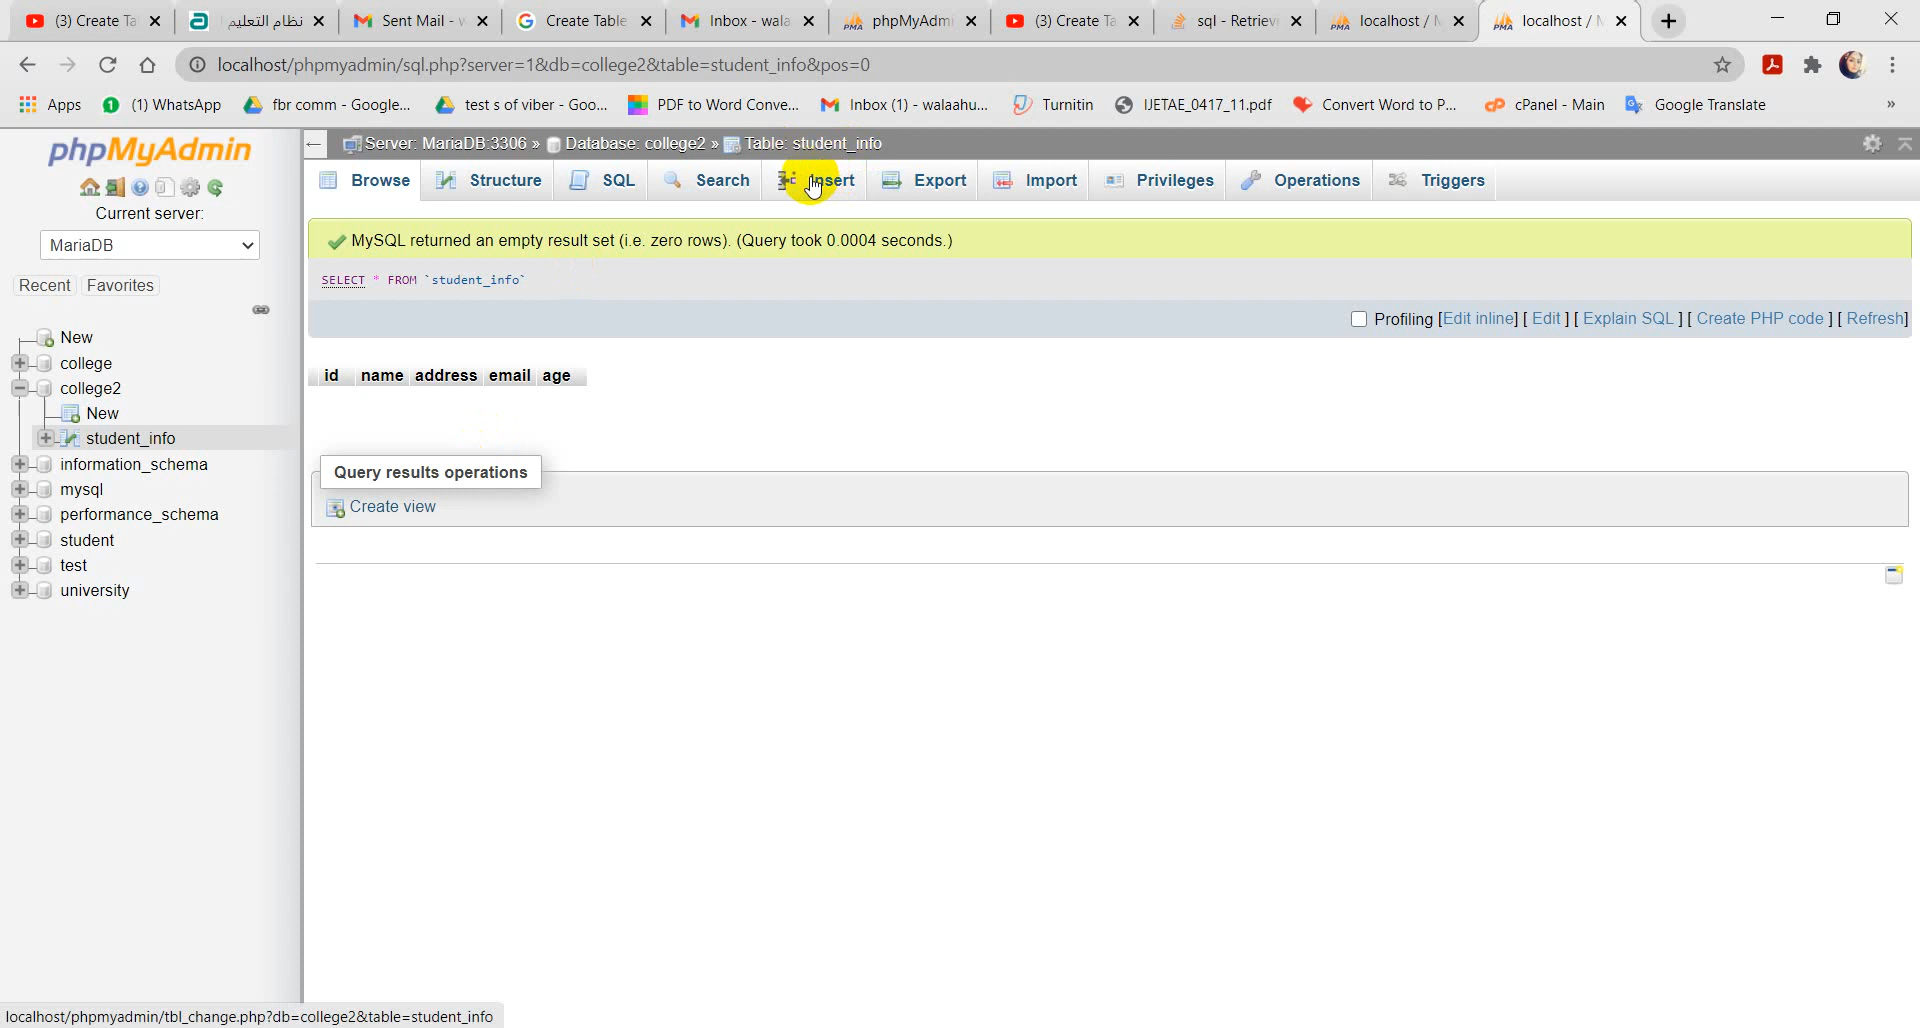 (3) Create Ta
نظام التعليم
Sent Mail - w
Create Table
Inbox - wala
phpMyAdmi
(3) Create Ta
sql - Retriev
localhost / M
localhost / M
localhost/phpmyadmin/sql.php?server=1&db=college2&table=student_info&pos=0
Apps
(1) WhatsApp
fbr comm - Google...
test s of viber - Goo...
PDF to Word Conve...
Inbox (1) - walaahu...
Turnitin
IJETAE_0417_11.pdf
Convert Word to P...
cPanel - Main
Google Translate
»
phpMyAdmin
Current server:
MariaDB
Recent Favorites
New
college
college2
New
student_info
information_schema
mysql
performance_schema
student
test
university
Server: MariaDB:3306 » Database: college2 » Table: student_info
Browse Structure SQL Search Insert Export Import Privileges Operations Triggers
MySQL returned an empty result set (i.e. zero rows). (Query took 0.0004 seconds.)
SELECT * FROM `student_info`
Profiling [Edit inline] [ Edit ] [ Explain SQL ] [ Create PHP code ] [ Refresh]
id name address email age
Query results operations
Create view
localhost/phpmyadmin/tbl_change.php?db=college2&table=student_info